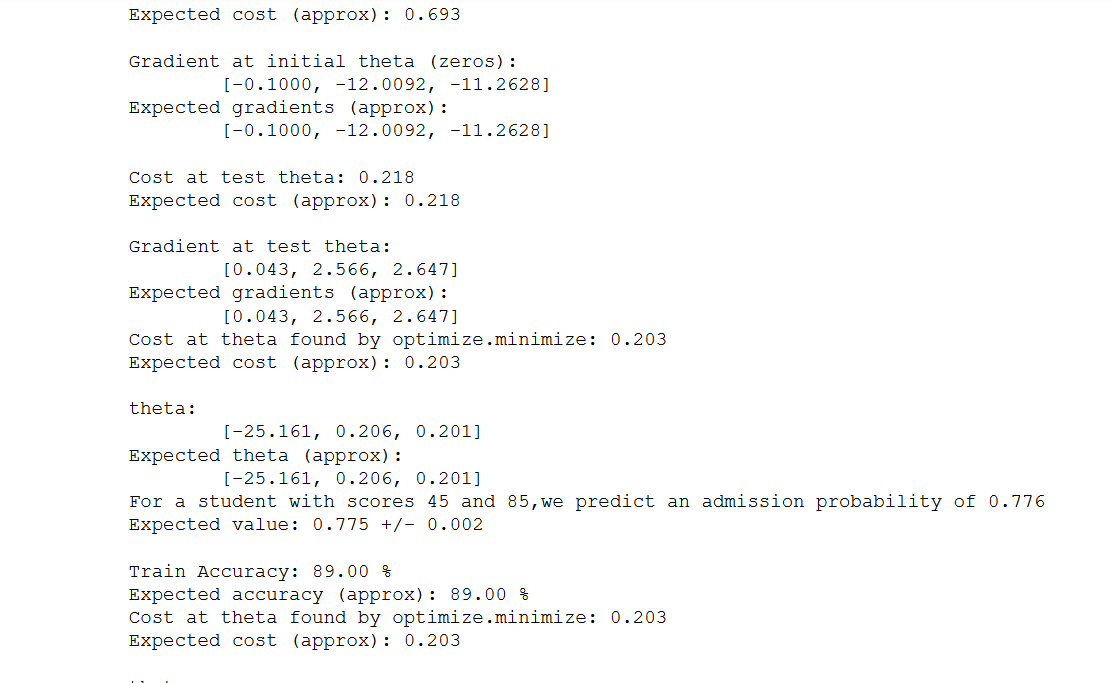 Expected cost (approx): 0.693
Gradient at initial theta (zeros):
[-0.1000, -12.0092, -11.2628]
Expected gradients (approx):
[-0.1000, -12.0092, -11.2628]
Cost at test theta: 0.218
Expected cost (approx): 0.218
Gradient at test theta:
[0.043, 2.566, 2.647]
Expected gradients (approx):
[0.043, 2.566, 2.647]
Cost at theta found by optimize.minimize: 0.203
Expected cost (approx): 0.203
theta:
[-25.161, 0.206, 0.201]
Expected theta (approx):
[-25.161, 0.206, 0.201]
For a student with scores 45 and 85,we predict an admission probability of 0.776
Expected value: 0.775 +/- 0.002
Train Accuracy: 89.00 %
Expected accuracy (approx): 89.00 %
Cost at theta found by optimize.minimize: 0.203
Expected cost (approx): 0.203